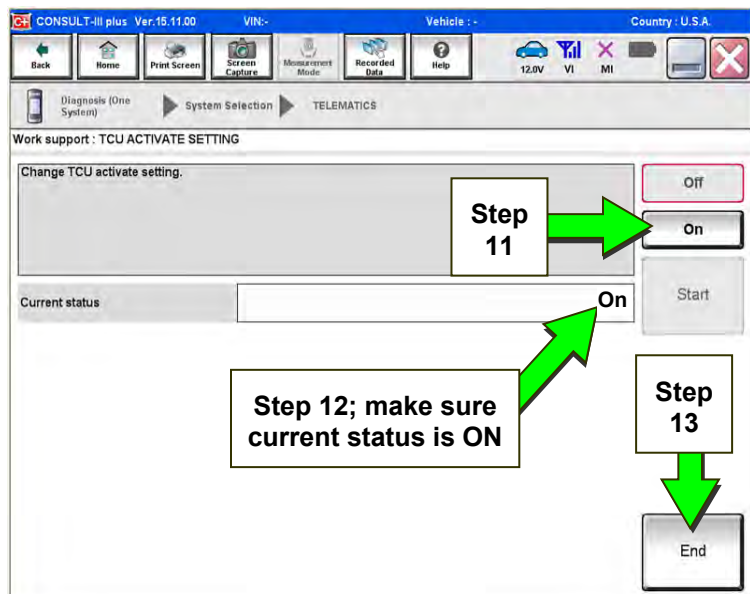 C+ CONSULT-III plus Ver.15.11.00 VIN:- Vehicle : - Country : U.S.A.
Back Home Print Screen Screen Capture Measurement Mode Recorded Data Help 12.0V VI MI
Diagnosis (One System) System Selection TELEMATICS
Work support : TCU ACTIVATE SETTING
Change TCU activate setting.
Off
Step 11
On
Current status On
Start
Step 12; make sure
current status is ON
Step 13
End